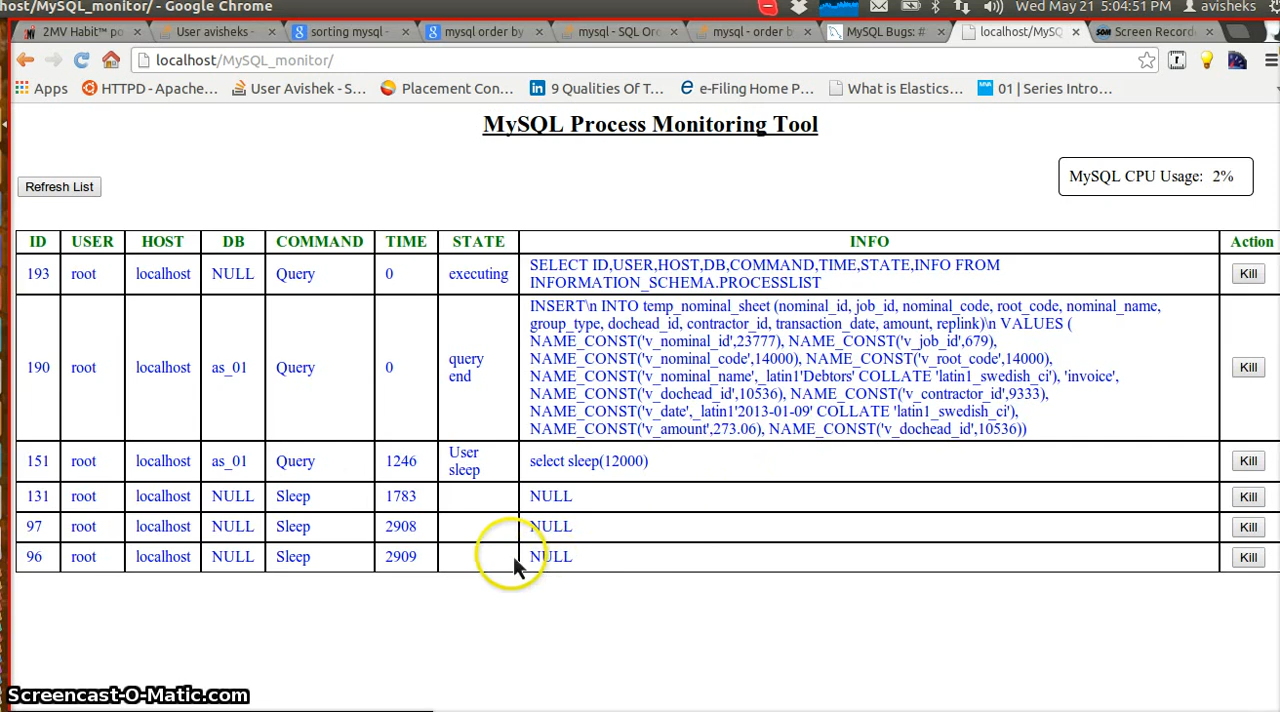 host/MySQL_monitor/ - Google Chrome
Wed May 21 5:04:51 PM avisheks
2MV Habit™ po
User avisheks -
sorting mysql -
mysql order by
mysql - SQL Or
mysql - order b
MySQL Bugs: #
localhost/MySQ
Screen Record
localhost/MySQL_monitor/
Apps
HTTPD - Apache...
User Avishek - S...
Placement Con...
9 Qualities Of T...
e-Filing Home P...
What is Elastics...
01 | Series Intro...
MySQL Process Monitoring Tool
Refresh List
MySQL CPU Usage: 2%
ID USER HOST DB COMMAND TIME STATE INFO Action
193 root localhost NULL Query 0 executing
SELECT ID,USER,HOST,DB,COMMAND,TIME,STATE,INFO FROM
INFORMATION_SCHEMA.PROCESSLIST
Kill
190 root localhost as_01 Query 0
query
end
INSERT\n INTO temp_nominal_sheet (nominal_id, job_id, nominal_code, root_code, nominal_name,
group_type, dochead_id, contractor_id, transaction_date, amount, replink)\n VALUES (
NAME_CONST('v_nominal_id',23777), NAME_CONST('v_job_id',679),
NAME_CONST('v_nominal_code',14000), NAME_CONST('v_root_code',14000),
NAME_CONST('v_nominal_name',_latin1'Debtors' COLLATE 'latin1_swedish_ci'), 'invoice',
NAME_CONST('v_dochead_id',10536), NAME_CONST('v_contractor_id',9333),
NAME_CONST('v_date',_latin1'2013-01-09' COLLATE 'latin1_swedish_ci'),
NAME_CONST('v_amount',273.06), NAME_CONST('v_dochead_id',10536))
Kill
151 root localhost as_01 Query 1246
User
sleep
select sleep(12000)
Kill
131 root localhost NULL Sleep 1783 NULL Kill
97 root localhost NULL Sleep 2908 NULL Kill
96 root localhost NULL Sleep 2909 NULL Kill
Screencast-O-Matic.com